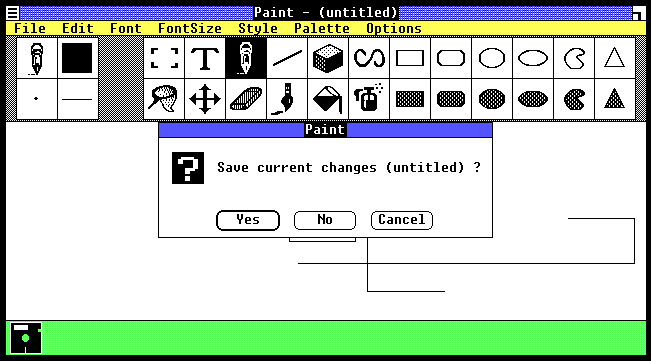 Paint - (untitled)
File Edit Font FontSize Style Palette Options
T
Paint
? Save current changes (untitled) ?
Yes No Cancel